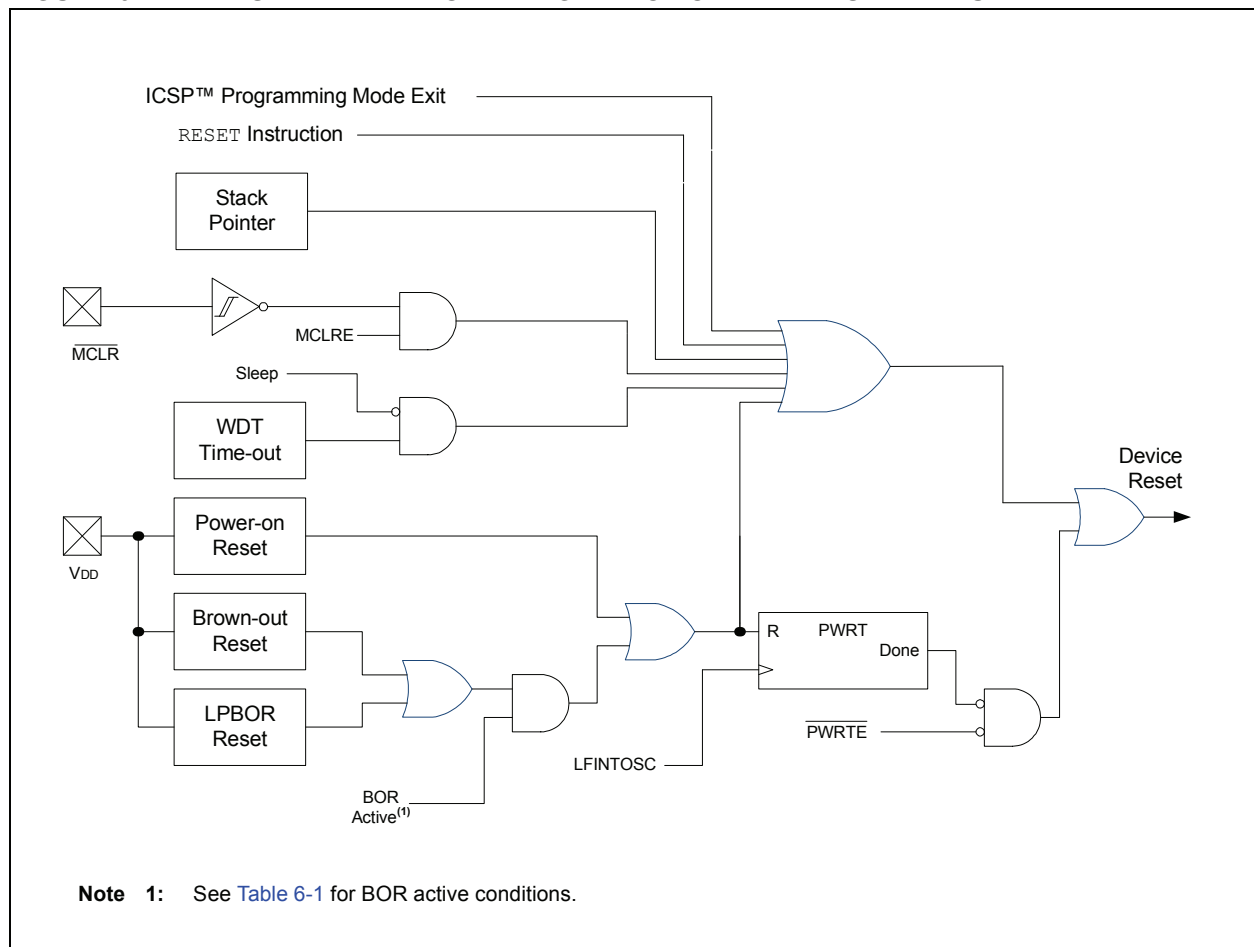 ICSP™ Programming Mode Exit
RESET Instruction
Stack
Pointer
MCLR
MCLRE
Sleep
WDT
Time-out
VDD
Power-on
Reset
Brown-out
Reset
LPBOR
Reset
BOR
Active(1)
R PWRT
Done
LFINTOSC
PWRTE
Device
Reset
Note 1: See Table 6-1 for BOR active conditions.